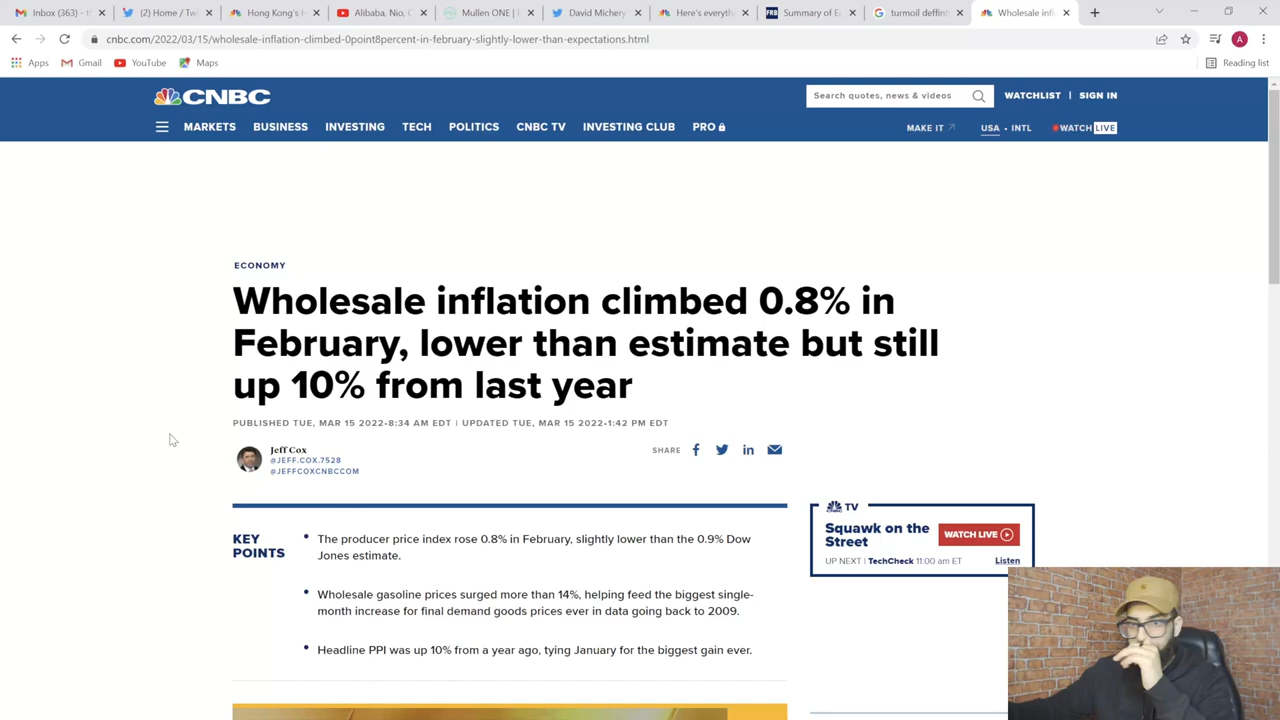 Inbox (363) - ts
(2) Home / Tw
Hong Kong's H
Alibaba, Nio, C
Mullen ONE | I
David Michery
Here's everyth
Summary of Ec
turmoil deffint
Wholesale infl
cnbc.com/2022/03/15/wholesale-inflation-climbed-0point8percent-in-february-slightly-lower-than-expectations.html
A
Apps
Gmail
YouTube
Maps
Reading list
CNBC
Search quotes, news & videos
WATCHLIST | SIGN IN
MARKETS BUSINESS INVESTING TECH POLITICS CNBC TV INVESTING CLUB PRO
MAKE IT USA • INTL WATCH LIVE
ECONOMY
Wholesale inflation climbed 0.8% in
February, lower than estimate but still
up 10% from last year
PUBLISHED TUE, MAR 15 2022•8:34 AM EDT | UPDATED TUE, MAR 15 2022•1:42 PM EDT
Jeff Cox
@JEFF.COX.7528
@JEFFCOXCNBCCOM
SHARE
KEY
POINTS
The producer price index rose 0.8% in February, slightly lower than the 0.9% Dow
Jones estimate.
Wholesale gasoline prices surged more than 14%, helping feed the biggest single-
month increase for final demand goods prices ever in data going back to 2009.
Headline PPI was up 10% from a year ago, tying January for the biggest gain ever.
CNBC TV
Squawk on the
Street
WATCH LIVE
UP NEXT | TechCheck 11:00 am ET
Listen